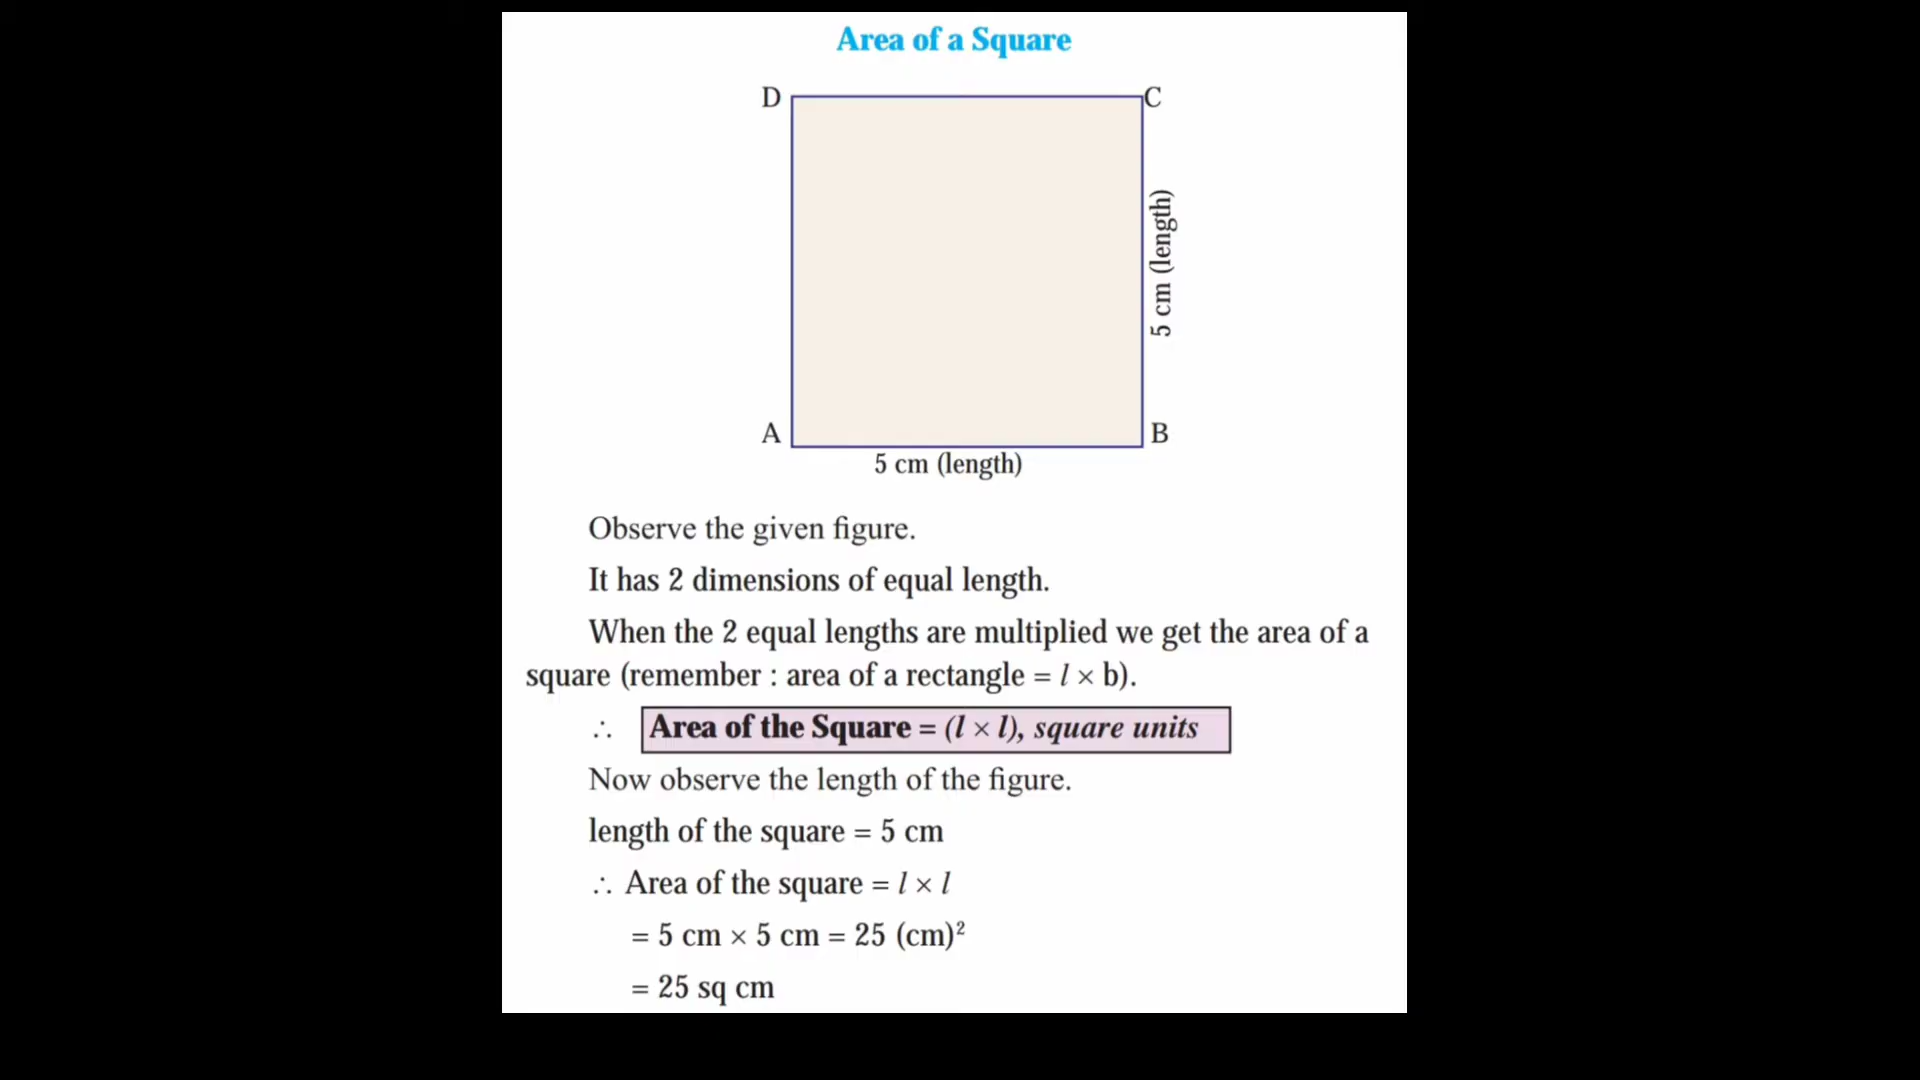 Area of a Square
D
C
5 cm (length)
A
B
5 cm (length)
Observe the given figure.
It has 2 dimensions of equal length.
When the 2 equal lengths are multiplied we get the area of a
square (remember : area of a rectangle = l × b).
∴ Area of the Square = (l × l), square units
Now observe the length of the figure.
length of the square = 5 cm
∴ Area of the square = l × l
= 5 cm × 5 cm = 25 (cm)²
= 25 sq cm